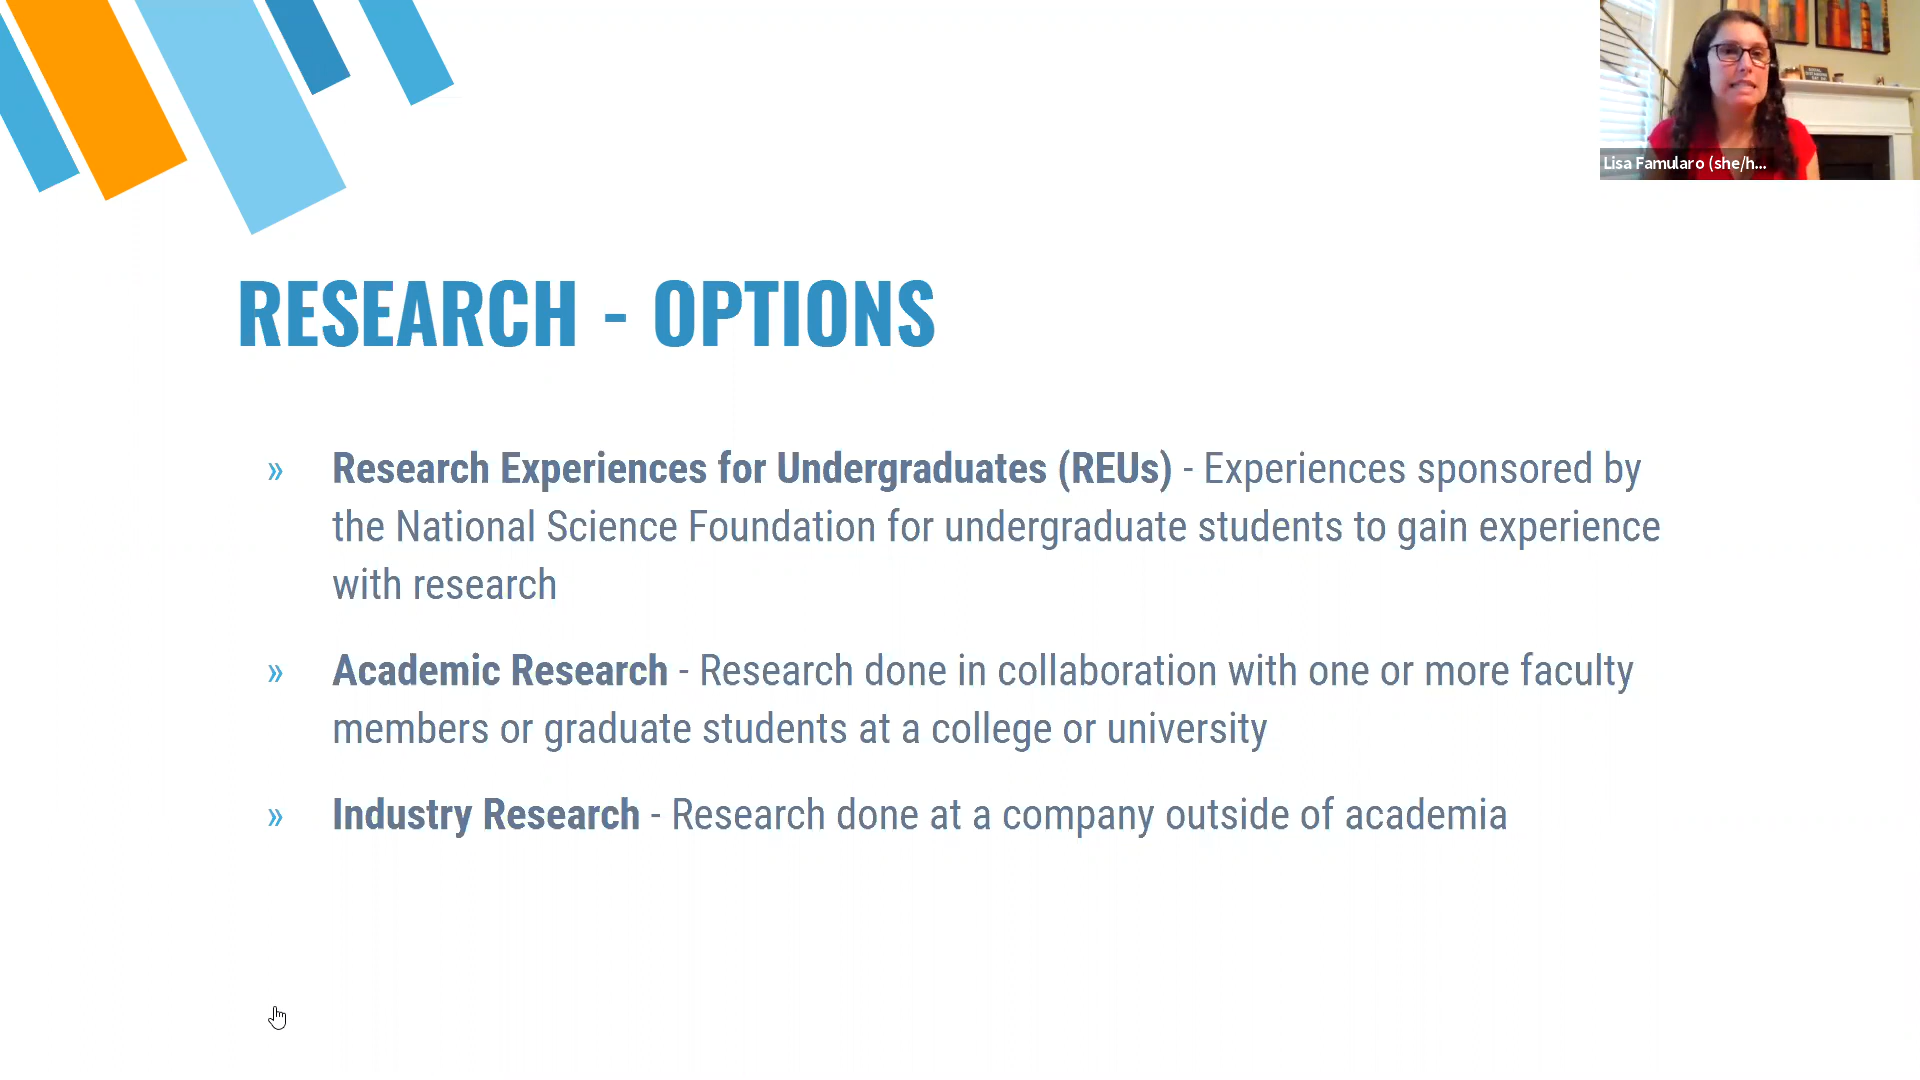 Lisa Famularo (she/h...
RESEARCH - OPTIONS
» Research Experiences for Undergraduates (REUs) - Experiences sponsored by
the National Science Foundation for undergraduate students to gain experience
with research
» Academic Research - Research done in collaboration with one or more faculty
members or graduate students at a college or university
» Industry Research - Research done at a company outside of academia